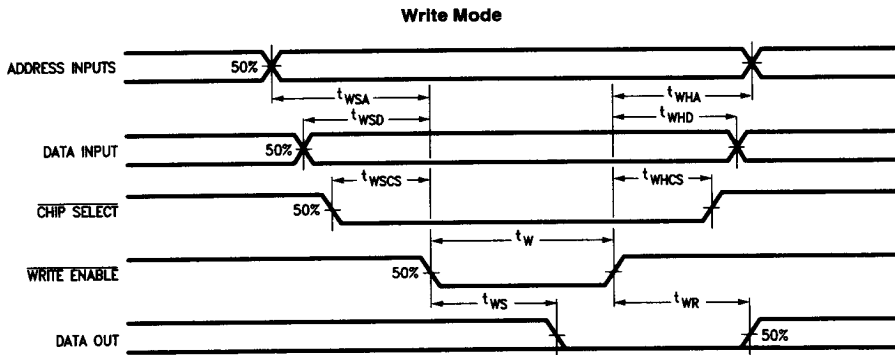 Write Mode
ADDRESS INPUTS
50%
tWSA
tWHA
tWSD
tWHD
DATA INPUT
50%
tWSCS
tWHCS
CHIP SELECT
50%
tW
WRITE ENABLE
50%
tWS
tWR
DATA OUT
50%